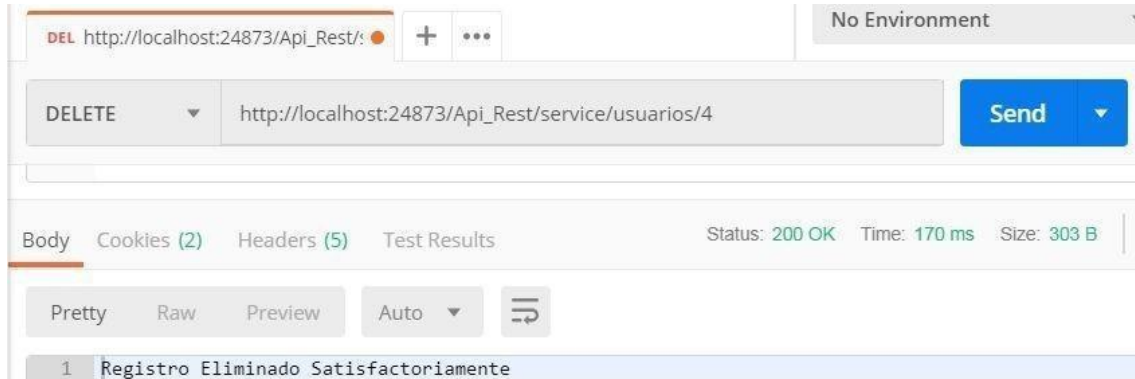 DEL http://localhost:24873/Api_Rest/s
No Environment
DELETE http://localhost:24873/Api_Rest/service/usuarios/4 Send
Body Cookies (2) Headers (5) Test Results Status: 200 OK Time: 170 ms Size: 303 B
Pretty Raw Preview Auto
1 Registro Eliminado Satisfactoriamente